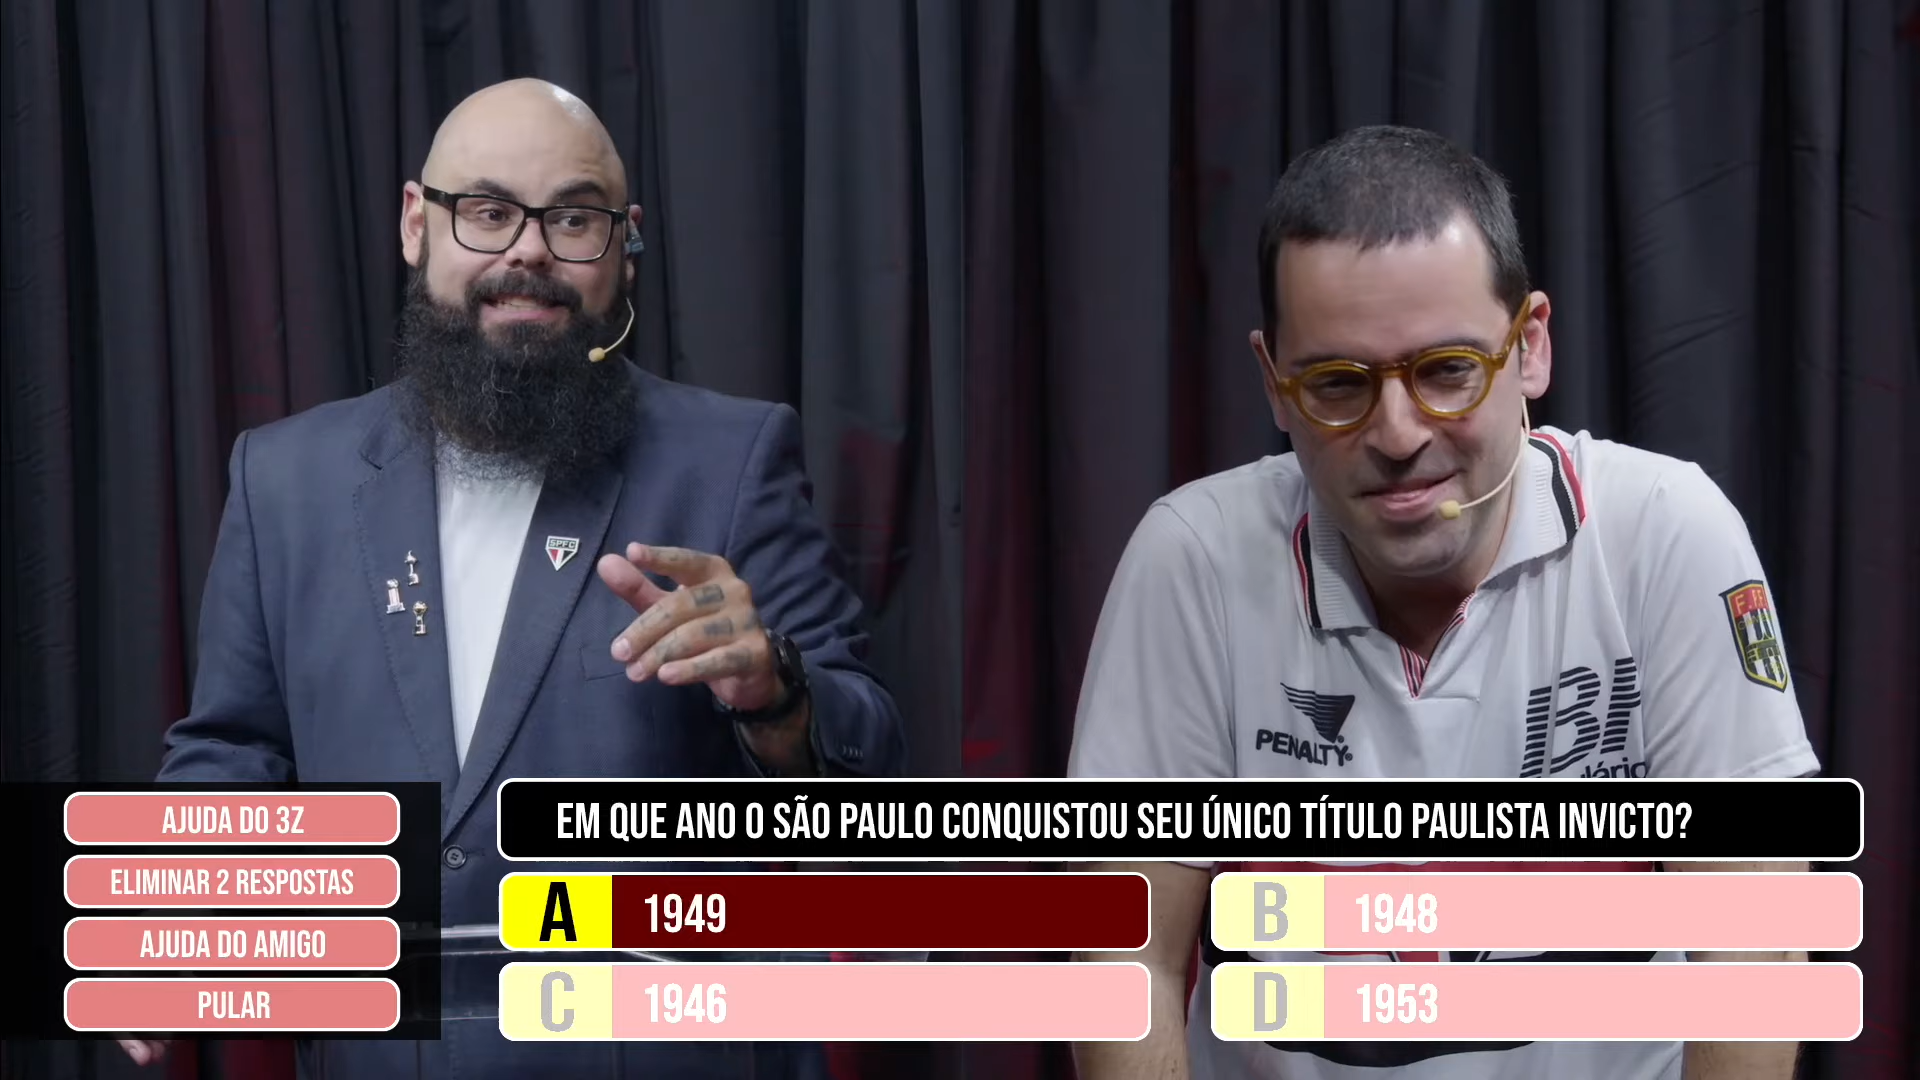 SPFC
PENALTY
AJUDA DO 3Z
ELIMINAR 2 RESPOSTAS
AJUDA DO AMIGO
PULAR
EM QUE ANO O SÃO PAULO CONQUISTOU SEU ÚNICO TÍTULO PAULISTA INVICTO?
A 1949
B 1948
C 1946
D 1953